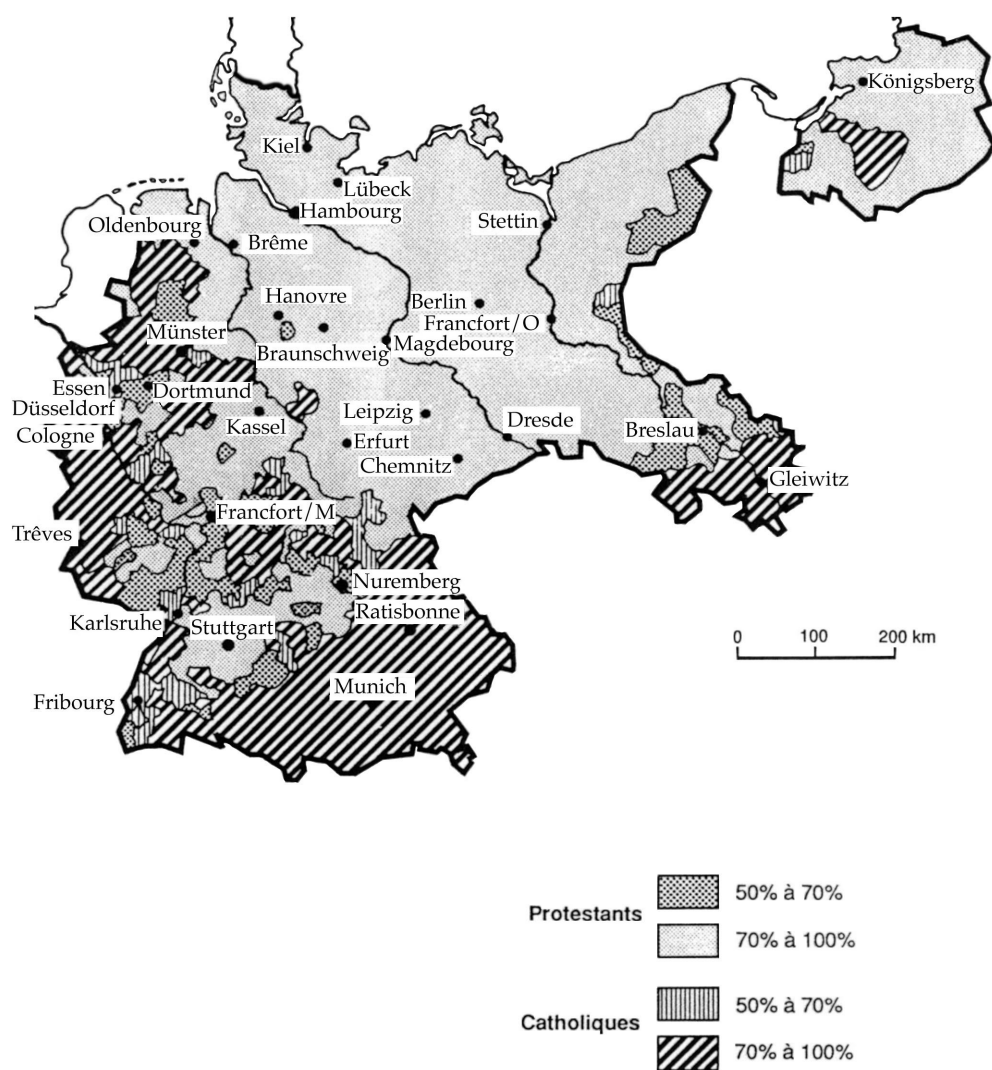 Königsberg
Kiel
Lübeck
Hambourg
Stettin
Oldenbourg
Brême
Hanovre
Berlin
Francfort/O
Münster
Braunschweig
Magdebourg
Essen
Dortmund
Düsseldorf
Kassel
Leipzig
Dresde
Breslau
Cologne
Erfurt
Chemnitz
Gleiwitz
Francfort/M
Trêves
Nuremberg
Ratisbonne
Karlsruhe
Stuttgart
0 100 200 km
Munich
Fribourg
Protestants
50% à 70%
70% à 100%
Catholiques
50% à 70%
70% à 100%